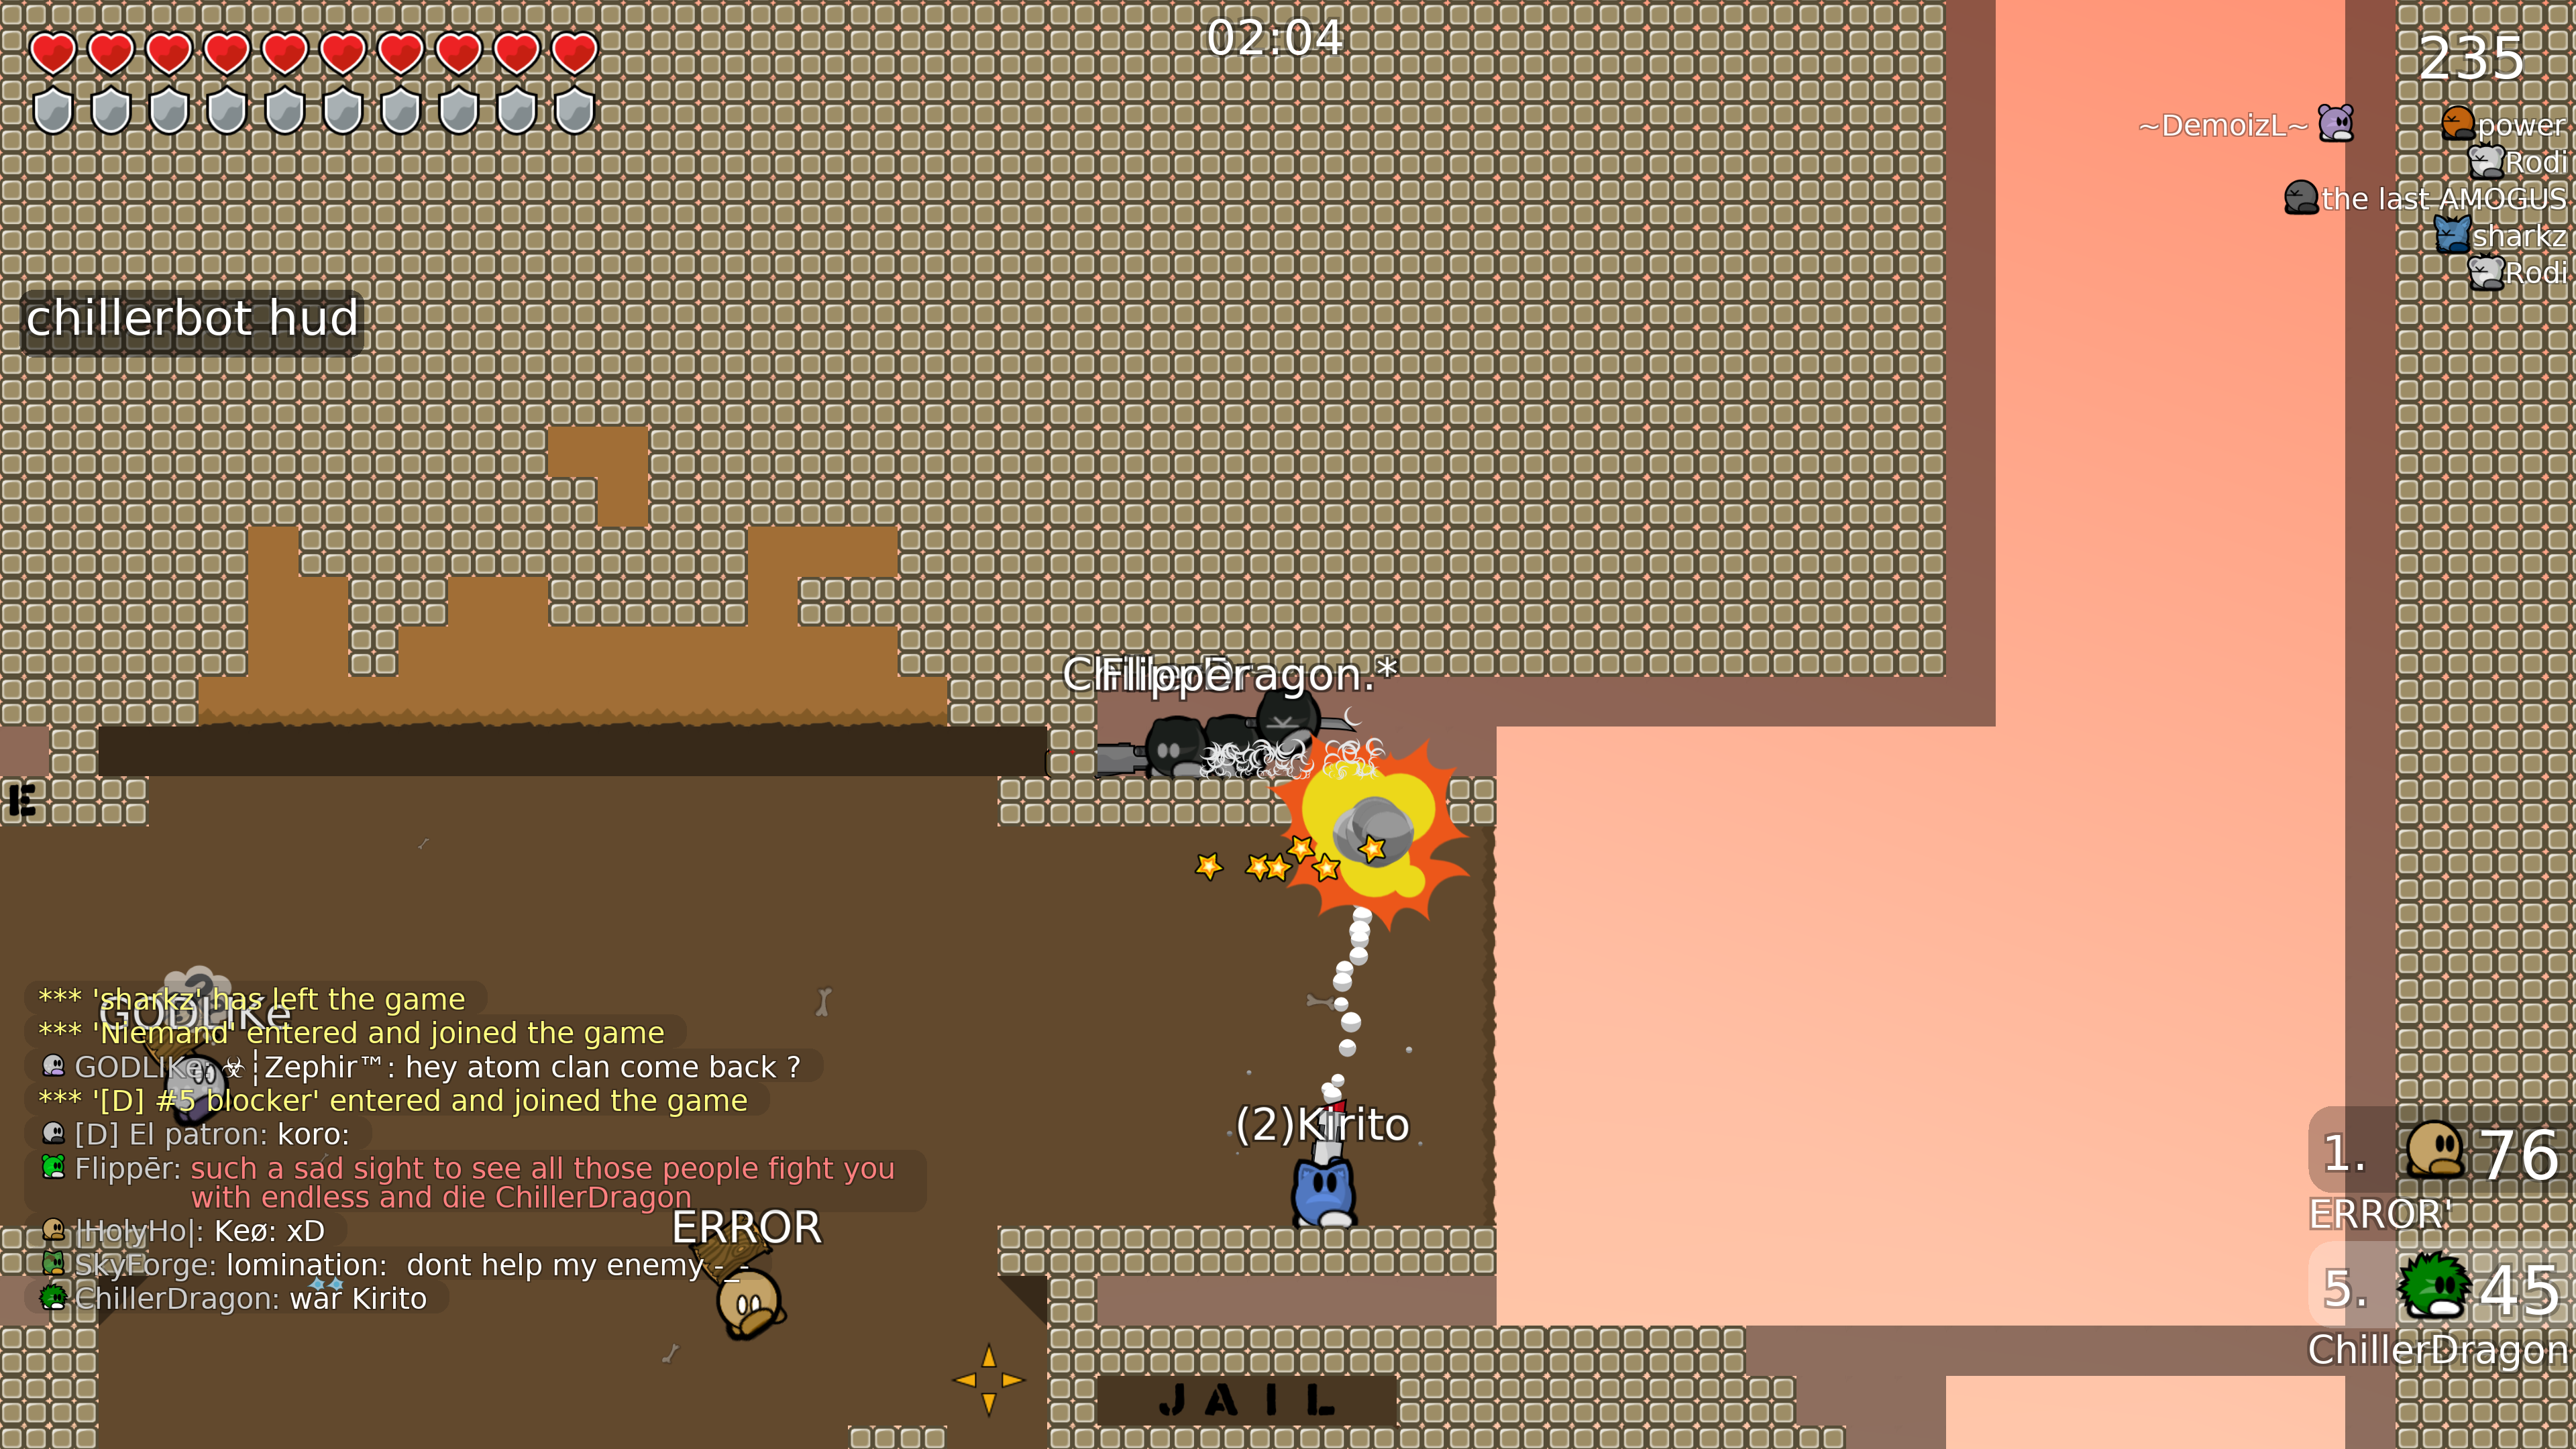 02:04
235
~DemoizL~ power
Rodi
the last AMOGUS
sharkz
Rodi
chillerbot hud
Flippēr
E
GODLIKe
*** 'sharkz' has left the game
*** 'Niemand' entered and joined the game
GODLIKe: ☣¦Zephir™: hey atom clan come back ?
*** '[D] #5 blocker' entered and joined the game
[D] El patron: koro:
Flippēr: such a sad sight to see all those people fight you
with endless and die ChillerDragon
|HolyHo|: Keø: xD
SkyForge: lomination:  dont help my enemy -_-
ChillerDragon: war Kirito
(2)Kirito
ERROR
1. 76
ERROR'
5. 45
ChillerDragon
JAIL